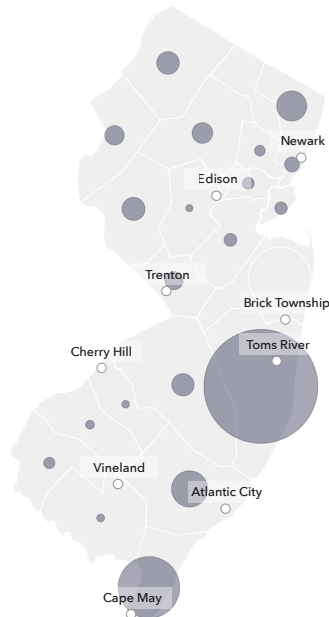 Newark
Edison
Trenton
Brick Township
Toms River
Cherry Hill
Vineland
Atlantic City
Cape May